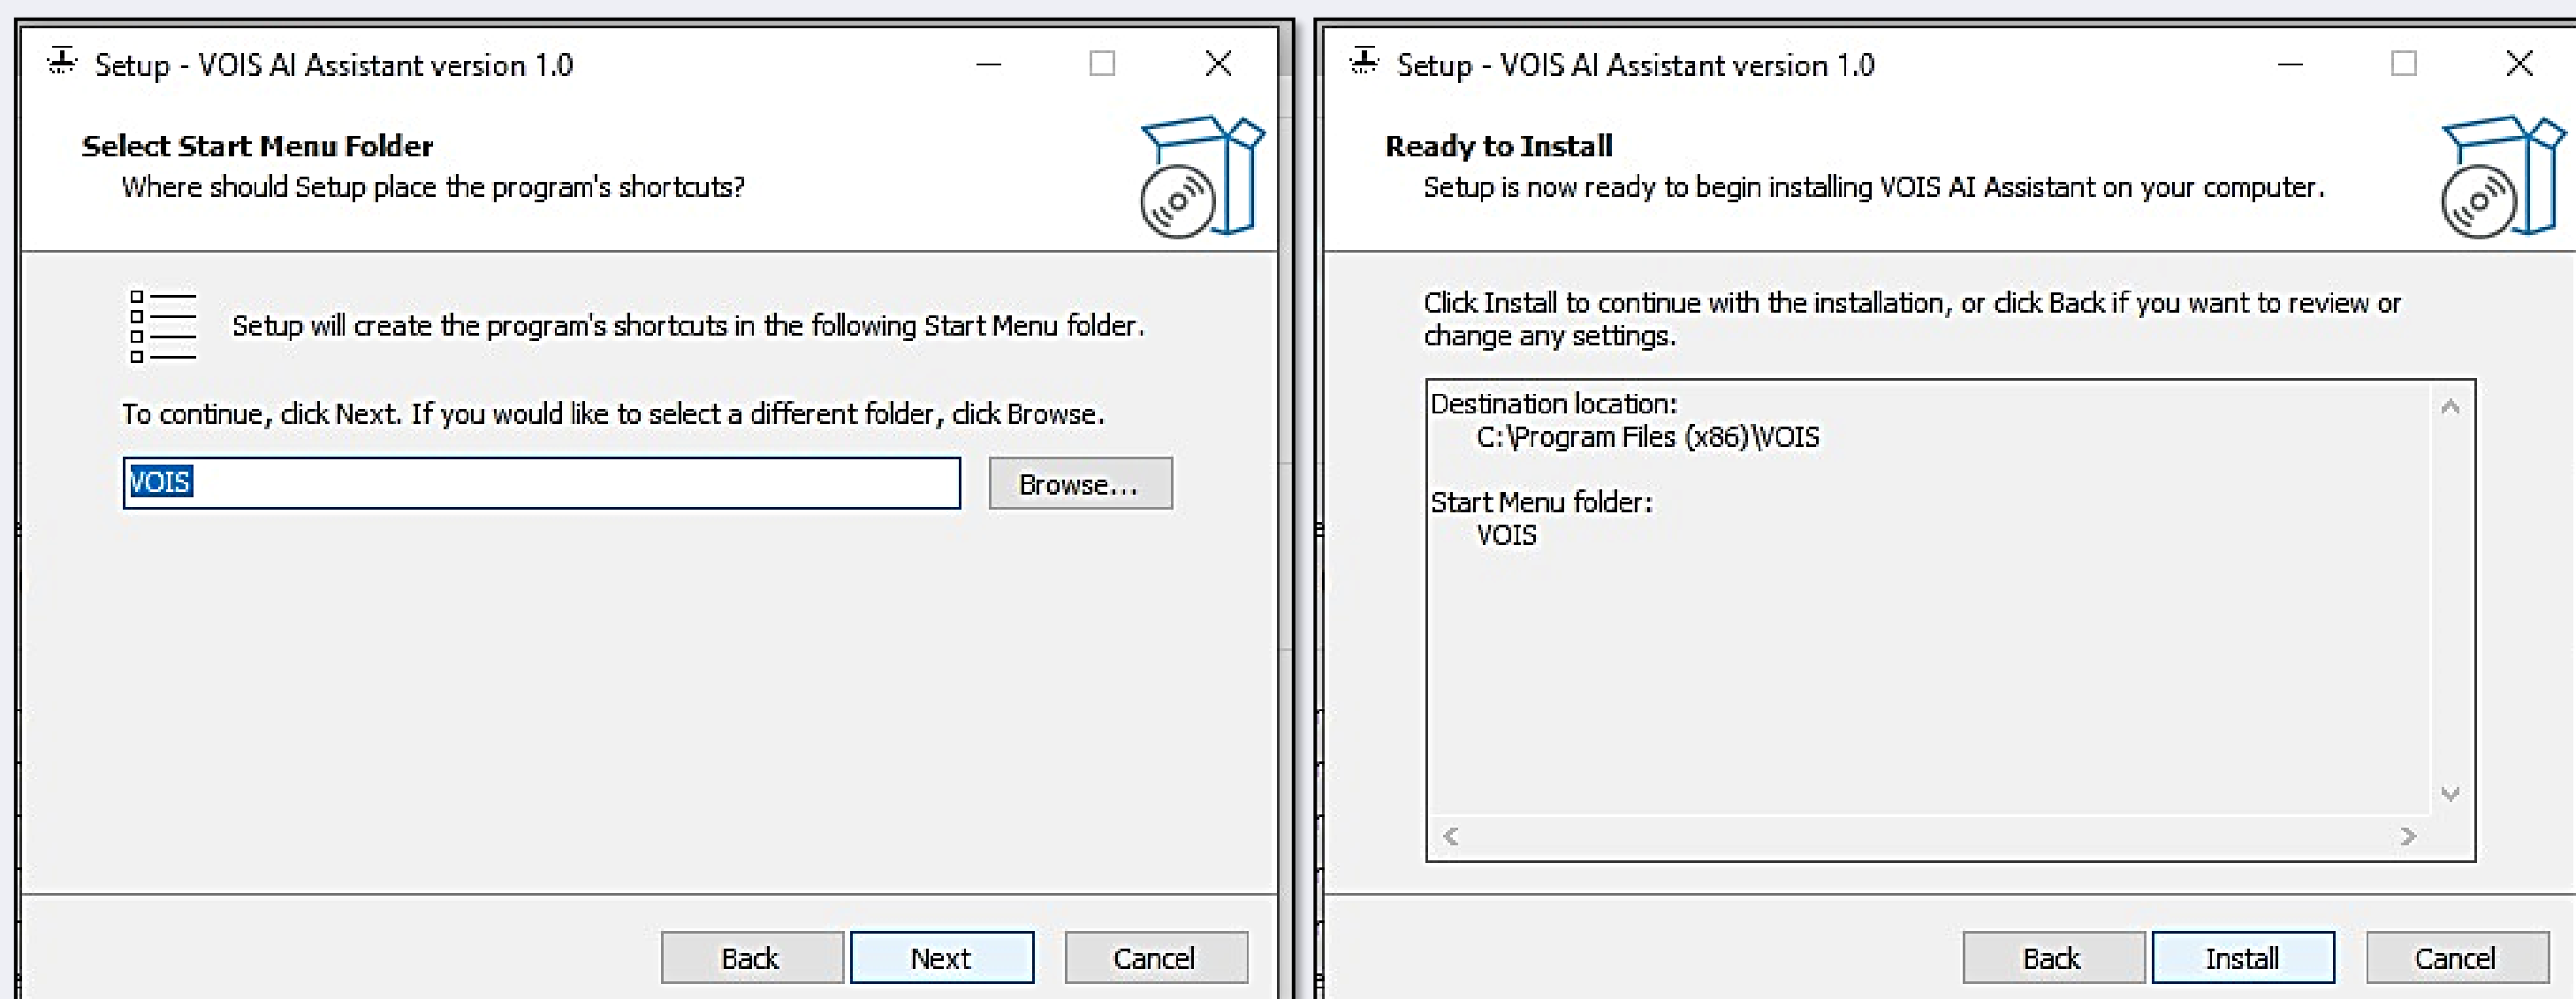 Setup - VOIS AI Assistant version 1.0
Select Start Menu Folder
Where should Setup place the program's shortcuts?
Setup will create the program's shortcuts in the following Start Menu folder.
To continue, click Next. If you would like to select a different folder, click Browse.
VOIS
Browse...
Back
Next
Cancel
Setup - VOIS AI Assistant version 1.0
Ready to Install
Setup is now ready to begin installing VOIS AI Assistant on your computer.
Click Install to continue with the installation, or click Back if you want to review or
change any settings.
Destination location:
C:\Program Files (x86)\VOIS
Start Menu folder:
VOIS
Back
Install
Cancel